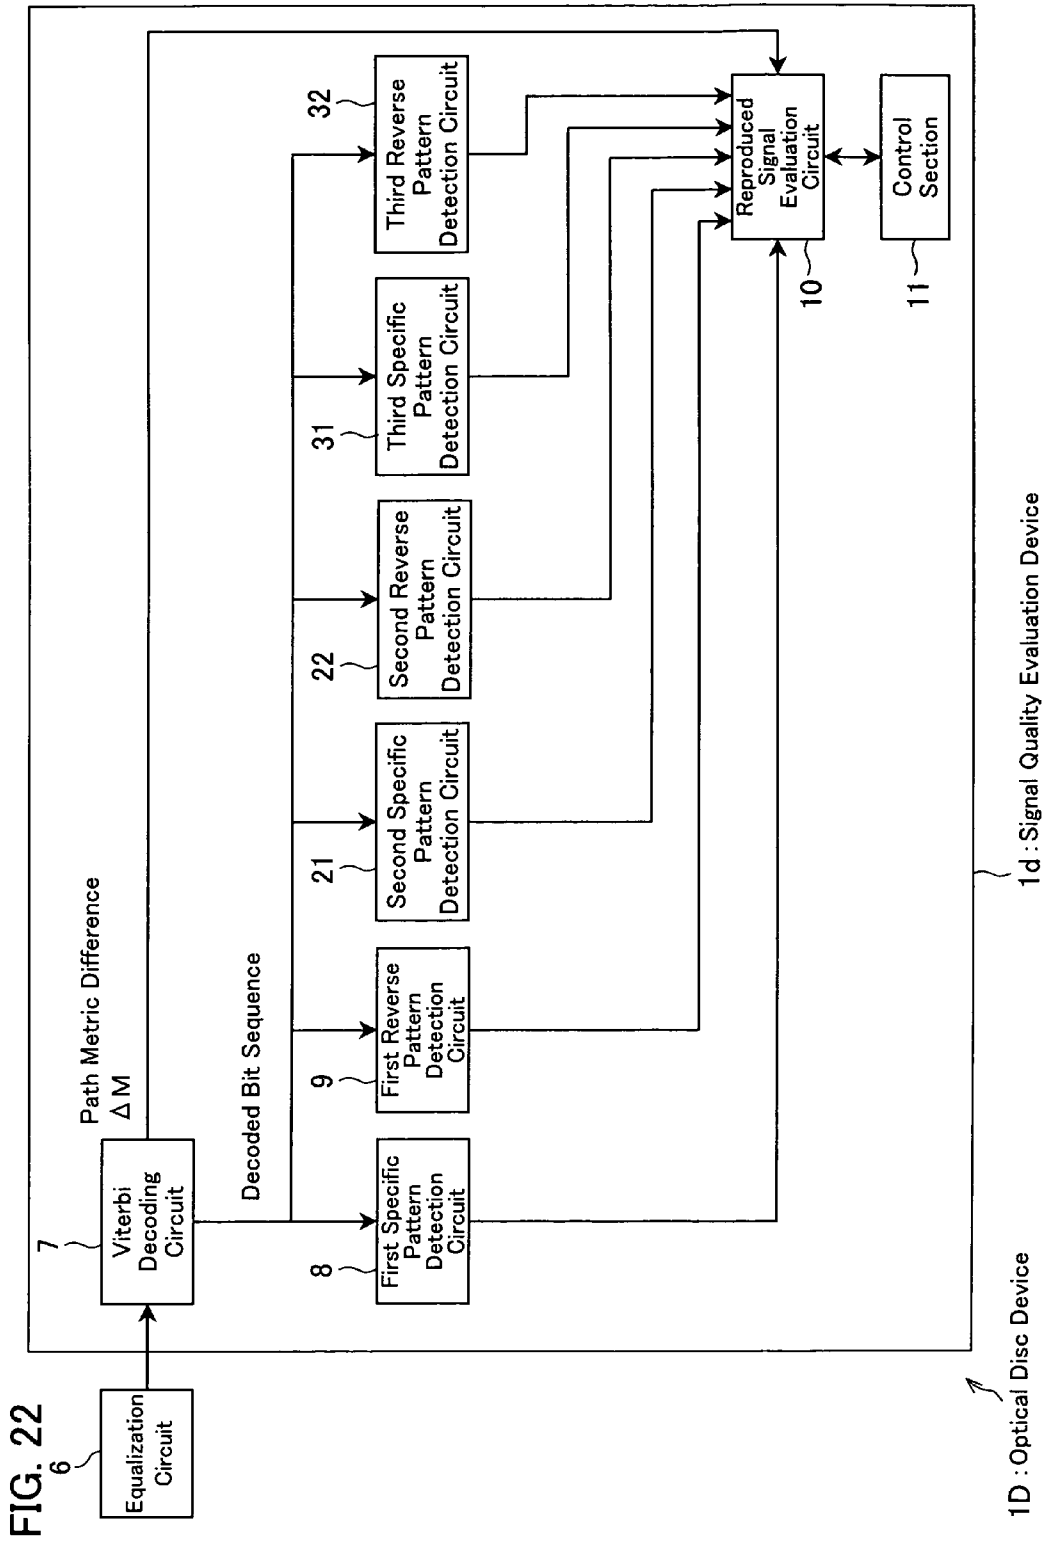 FIG. 22
6
Equalization
Circuit
7
Viterbi
Decoding
Circuit
Path Metric Difference
ΔM
Decoded Bit Sequence
8
First Specific
Pattern
Detection
Circuit
9
First Reverse
Pattern
Detection
Circuit
21
Second Specific
Pattern
Detection Circuit
22
Second Reverse
Pattern
Detection Circuit
31
Third Specific
Pattern
Detection Circuit
32
Third Reverse
Pattern
Detection Circuit
Reproduced
Signal
Evaluation
Circuit
10
Control
Section
11
1d : Signal Quality Evaluation Device
1D : Optical Disc Device